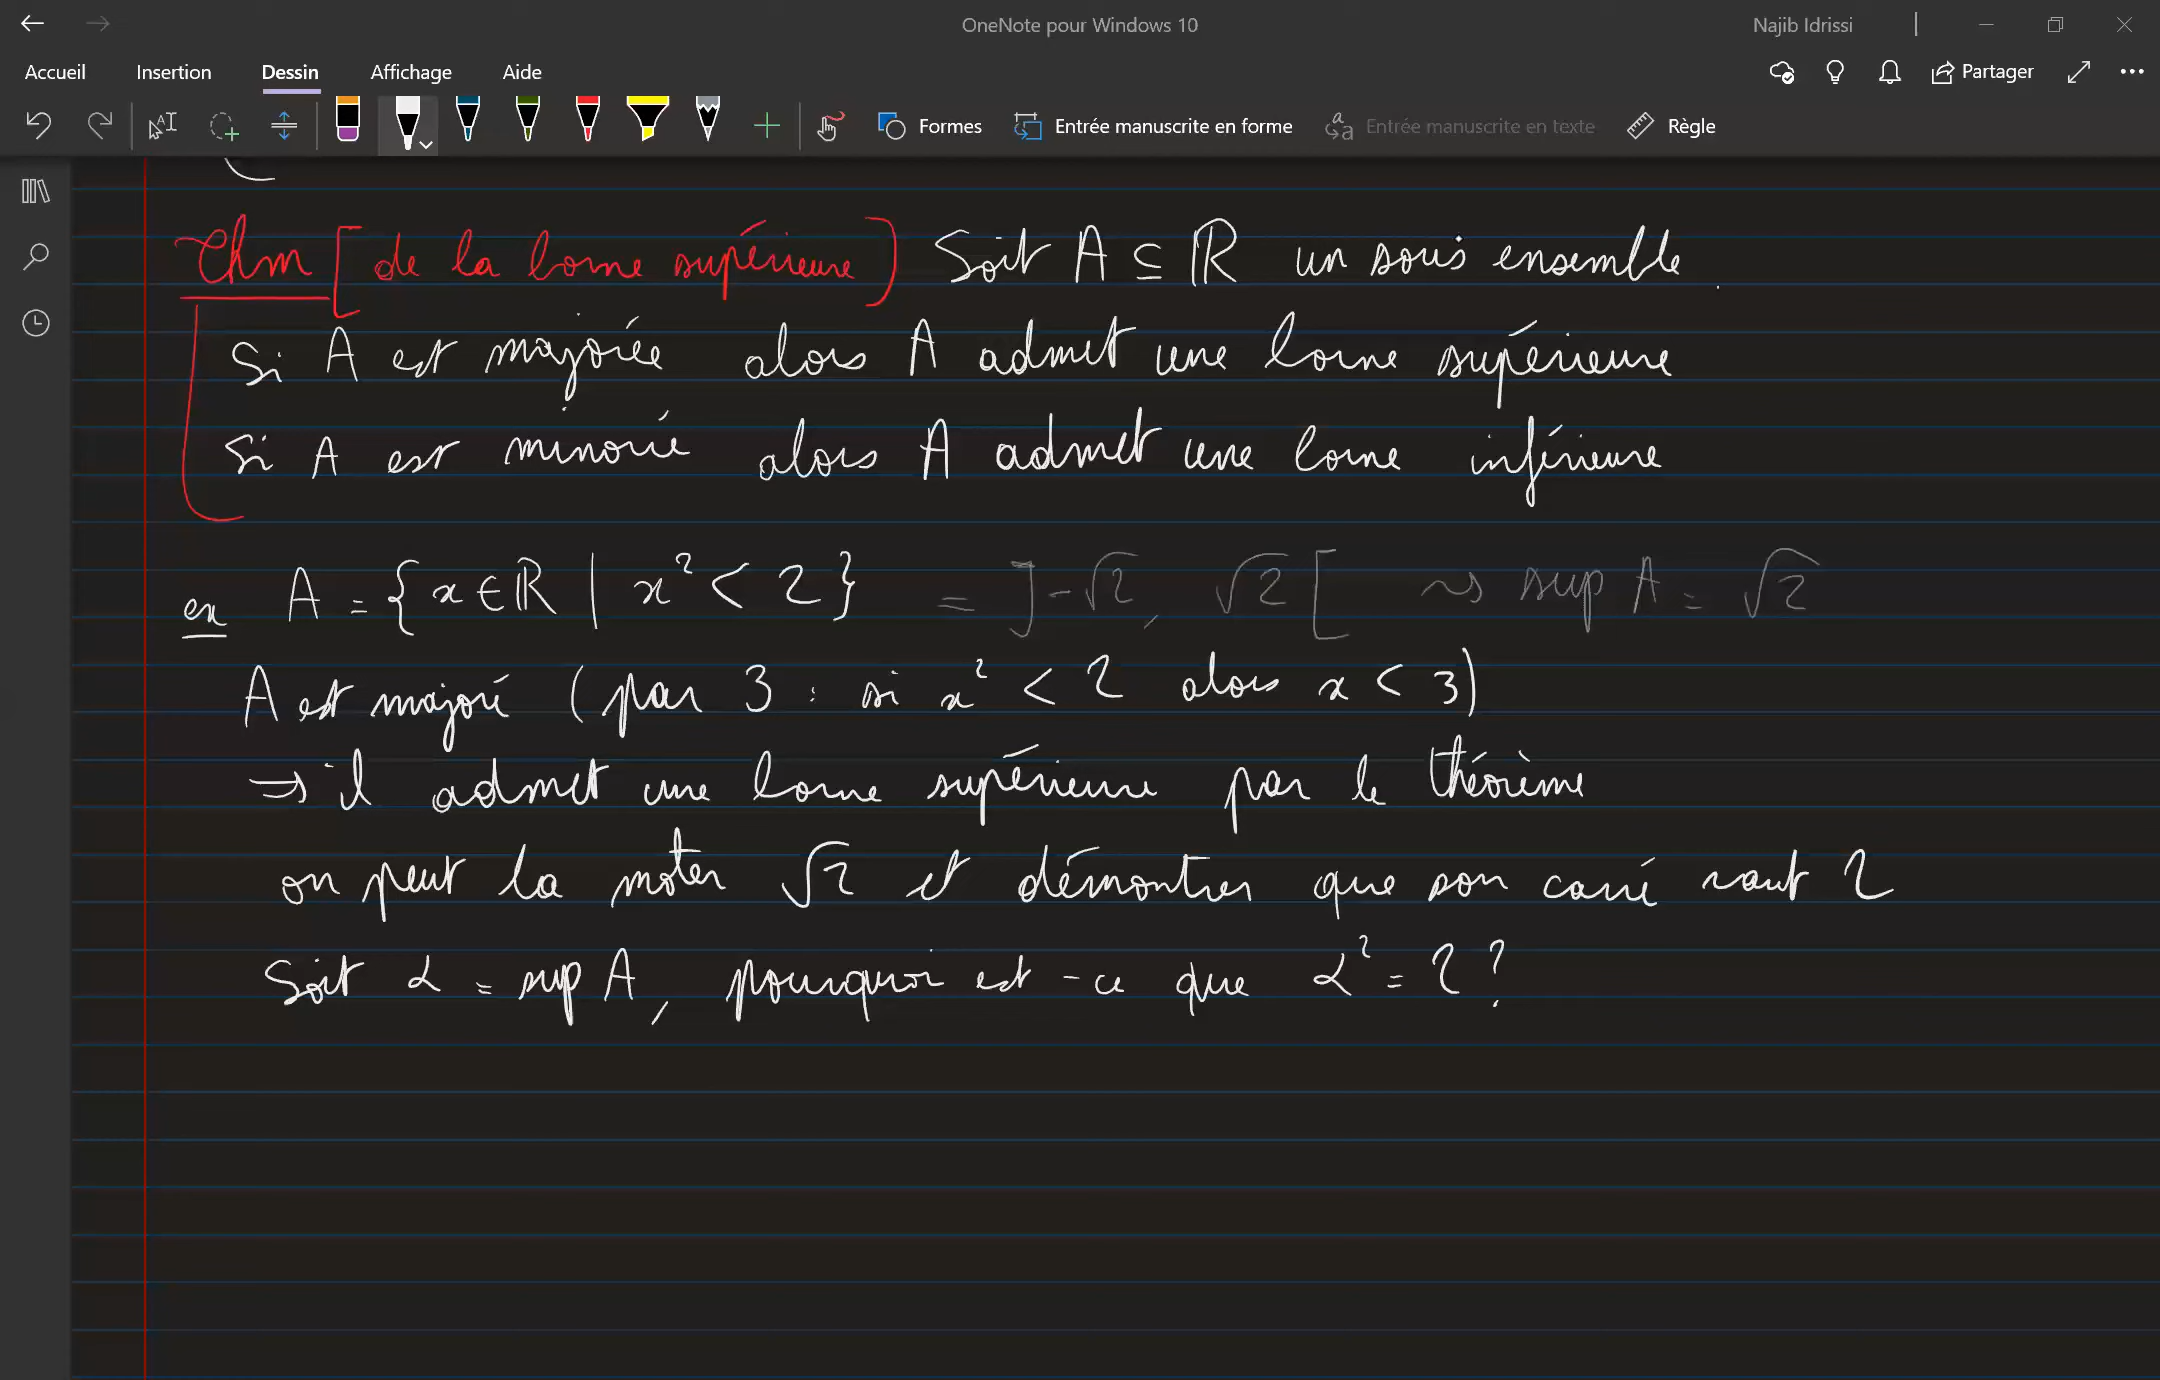 OneNote pour Windows 10
Najib Idrissi
Accueil Insertion Dessin Affichage Aide
Partager
Formes Entrée manuscrite en forme Entrée manuscrite en texte Règle
Thm [de la borne supérieure] Soit A ⊆ ℝ un sous ensemble.
Si A est majorée alors A admet une borne supérieure
Si A est minorée alors A admet une borne inférieure
ex A = {x ∈ ℝ | x² < 2} = ]-√2, √2[ ⇝ sup A = √2
A est majoré (par 3 : si x² < 2 alors x < 3)
→ il admet une borne supérieure par le théorème
on peut la noter √2 et démontrer que son carré vaut 2
Soit α = sup A, pourquoi est-ce que α² = 2 ?